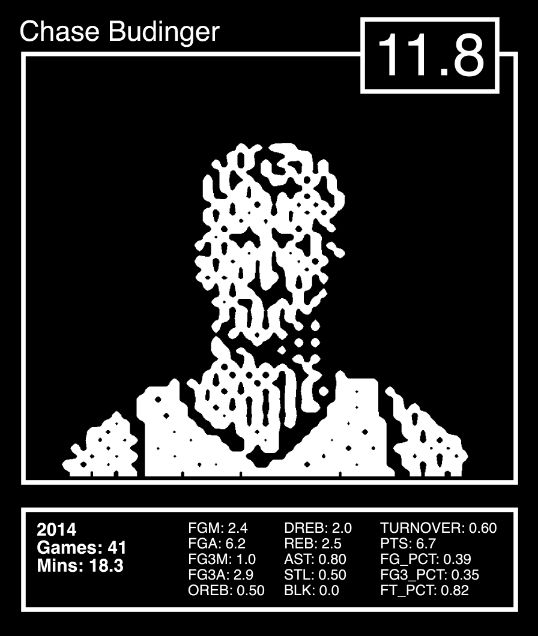 Chase Budinger
11.8
2014
Games: 41
Mins: 18.3
FGM: 2.4
FGA: 6.2
FG3M: 1.0
FG3A: 2.9
OREB: 0.50
DREB: 2.0
REB: 2.5
AST: 0.80
STL: 0.50
BLK: 0.0
TURNOVER: 0.60
PTS: 6.7
FG_PCT: 0.39
FG3_PCT: 0.35
FT_PCT: 0.82